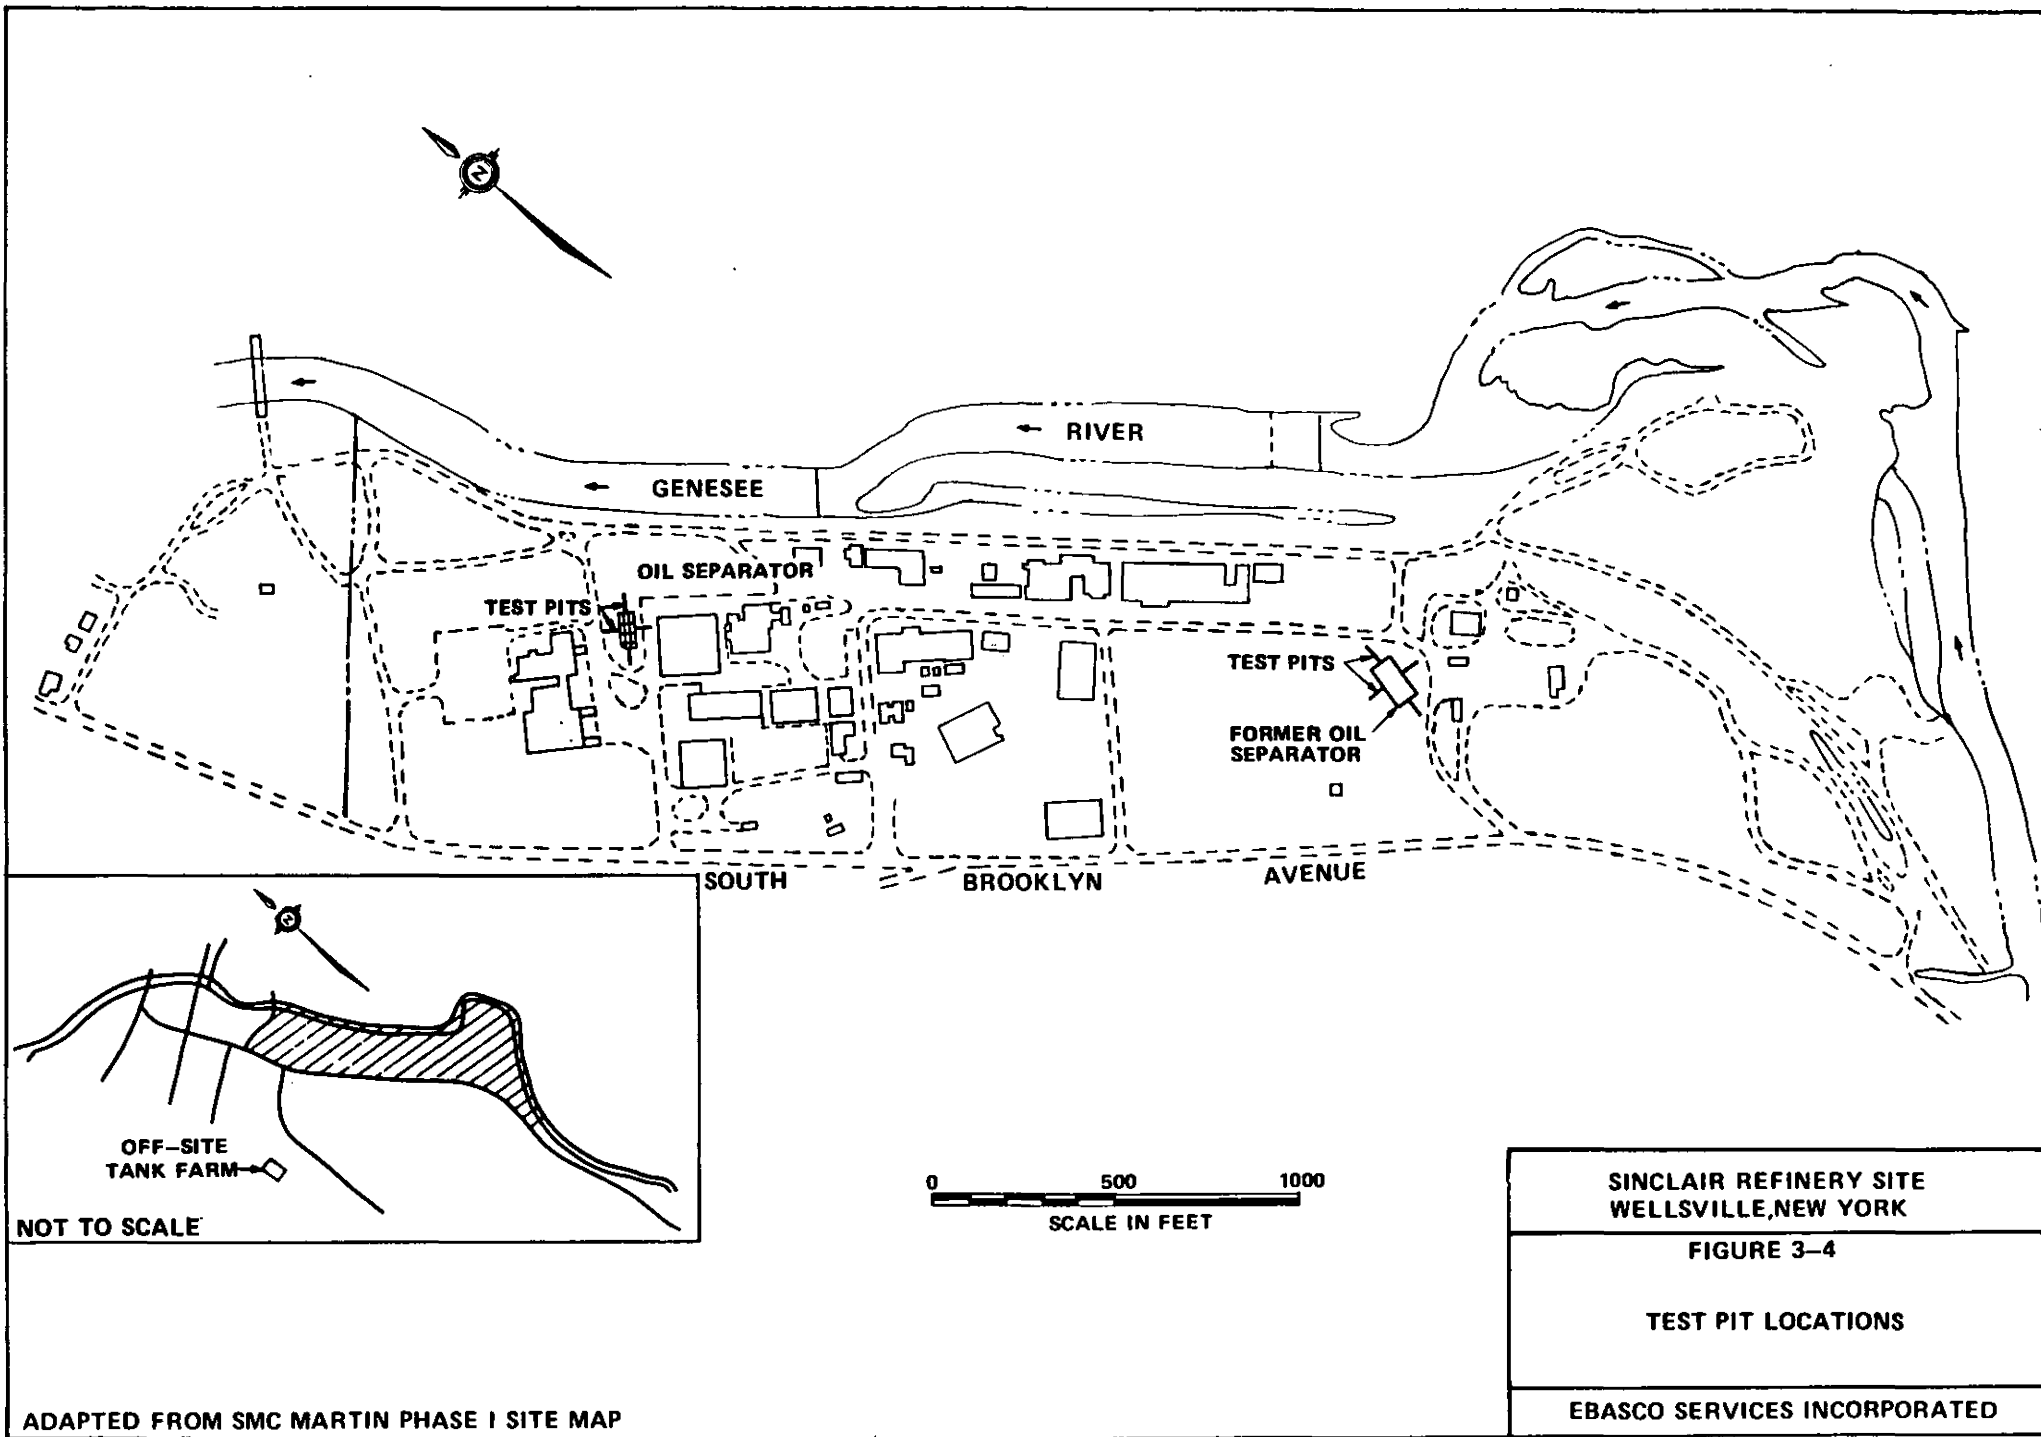 N
RIVER
GENESEE
OIL SEPARATOR
TEST PITS
TEST PITS
FORMER OIL
SEPARATOR
SOUTH BROOKLYN AVENUE
N
OFF-SITE
TANK FARM
NOT TO SCALE
0 500 1000
SCALE IN FEET
SINCLAIR REFINERY SITE
WELLSVILLE,NEW YORK
FIGURE 3-4
TEST PIT LOCATIONS
EBASCO SERVICES INCORPORATED
ADAPTED FROM SMC MARTIN PHASE I SITE MAP